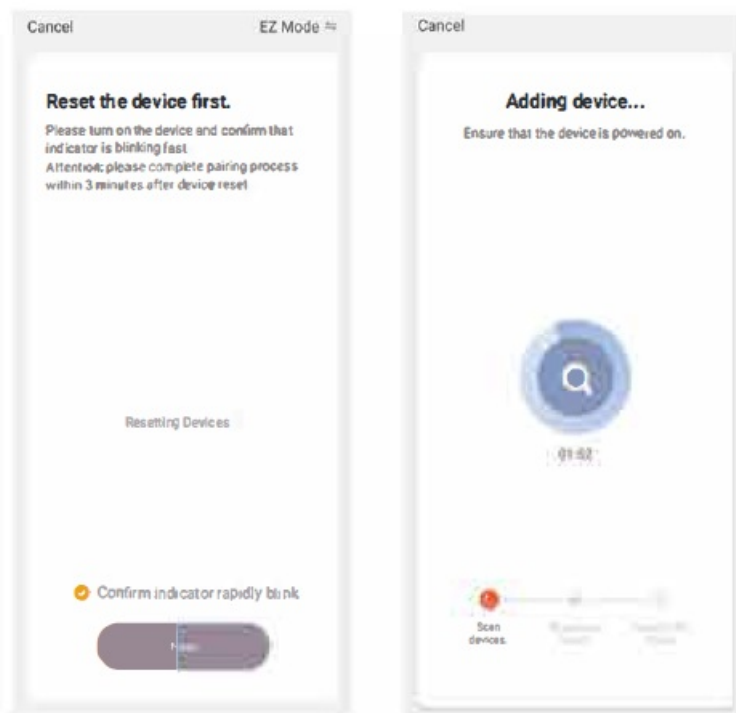 Cancel
EZ Mode ⇋
Reset the device first.
Please turn on the device and confirm that
indicator is blinking fast
Attention: please complete pairing process
within 3 minutes after device reset
Resetting Devices
Confirm indicator rapidly blink
Cancel
Adding device...
Ensure that the device is powered on.
Scan
devices.